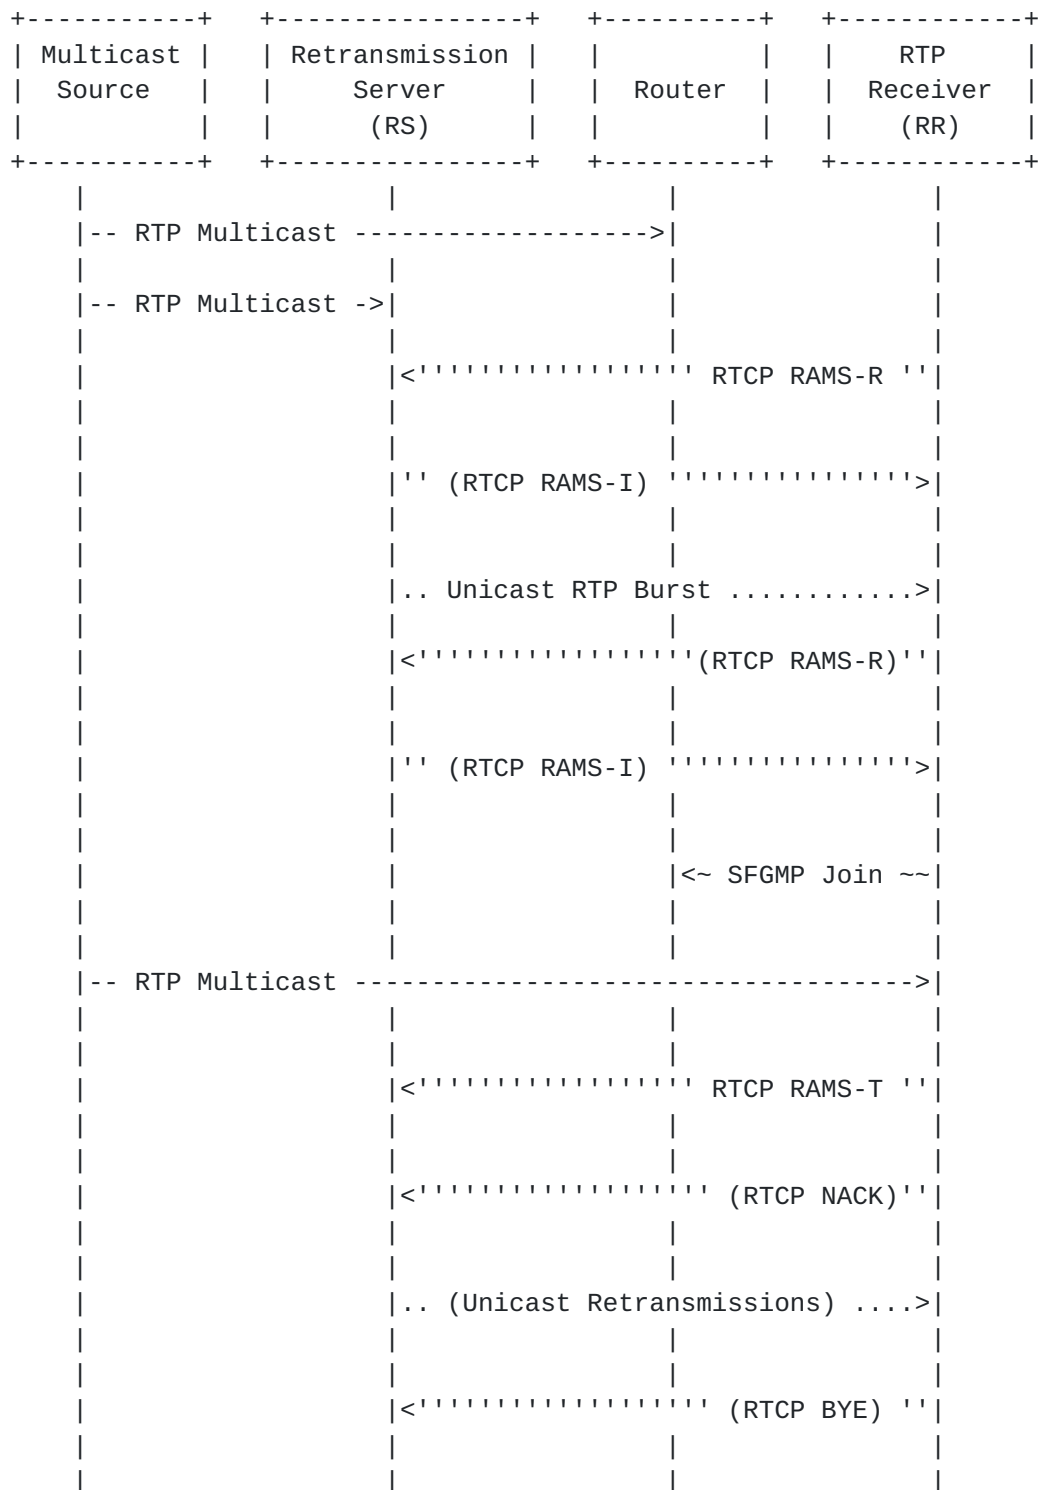 +-----------+   +----------------+   +----------+   +------------+
| Multicast |   | Retransmission |   |          |   |    RTP     |
|  Source   |   |     Server     |   |  Router  |   |  Receiver  |
|           |   |      (RS)      |   |          |   |    (RR)    |
+-----------+   +----------------+   +----------+   +------------+
    |                   |                 |                |
    |-- RTP Multicast ------------------->|                |
    |                   |                 |                |
    |-- RTP Multicast ->|                 |                |
    |                   |                 |                |
    |                   |<'''''''''''''''''' RTCP RAMS-R ''|
    |                   |                 |                |
    |                   |                 |                |
    |                   |'' (RTCP RAMS-I) ''''''''''''''''>|
    |                   |                 |                |
    |                   |                 |                |
    |                   |.. Unicast RTP Burst ............>|
    |                   |                 |                |
    |                   |<''''''''''''''''''(RTCP RAMS-R)''|
    |                   |                 |                |
    |                   |                 |                |
    |                   |'' (RTCP RAMS-I) ''''''''''''''''>|
    |                   |                 |                |
    |                   |                 |                |
    |                   |                 |<~ SFGMP Join ~~|
    |                   |                 |                |
    |                   |                 |                |
    |-- RTP Multicast ------------------------------------>|
    |                   |                 |                |
    |                   |                 |                |
    |                   |<'''''''''''''''''' RTCP RAMS-T ''|
    |                   |                 |                |
    |                   |                 |                |
    |                   |<''''''''''''''''''' (RTCP NACK)''|
    |                   |                 |                |
    |                   |                 |                |
    |                   |.. (Unicast Retransmissions) ....>|
    |                   |                 |                |
    |                   |                 |                |
    |                   |<''''''''''''''''''' (RTCP BYE) ''|
    |                   |                 |                |
    |                   |                 |                |